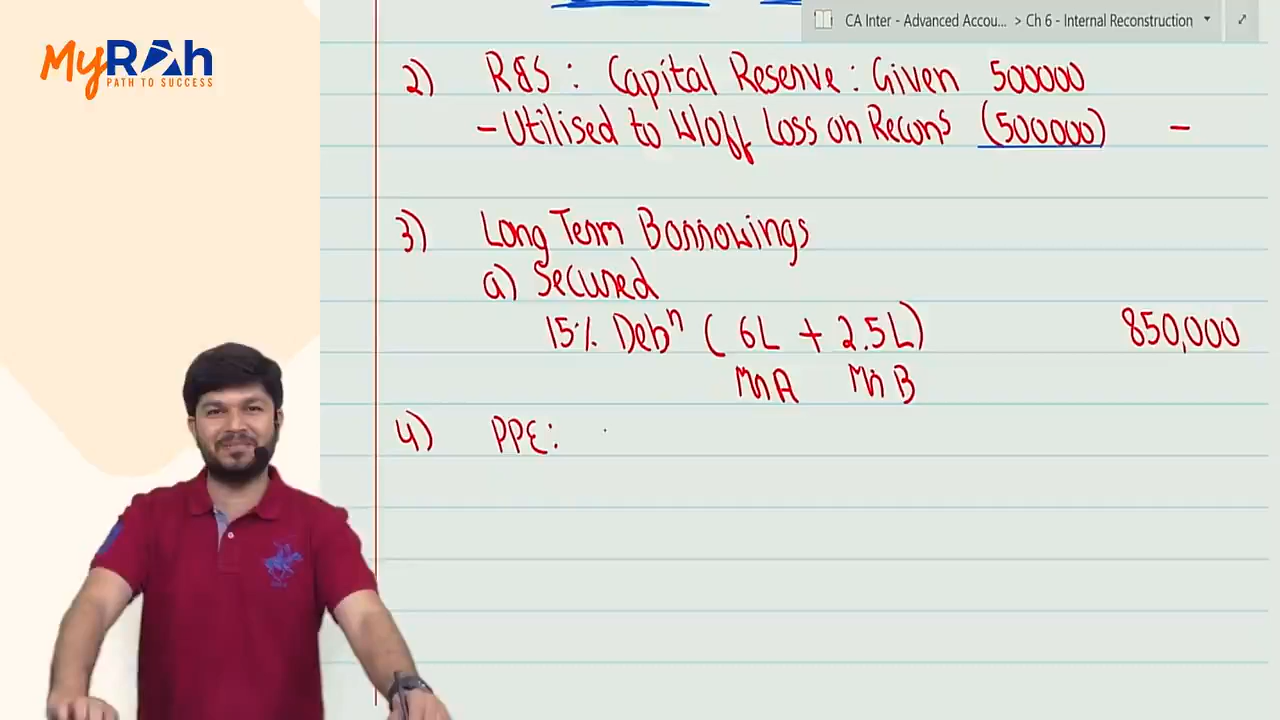 MyRAh
PATH TO SUCCESS
CA Inter - Advanced Accou... > Ch 6 - Internal Reconstruction
2) R&S : Capital Reserve : Given 500000
- Utilised to W/off Loss on Recons (500000) -
3) Long Term Borrowings
a) Secured
15% Debⁿ ( 6L + 2.5L ) 850,000
Mr A Mr B
4) PPE: